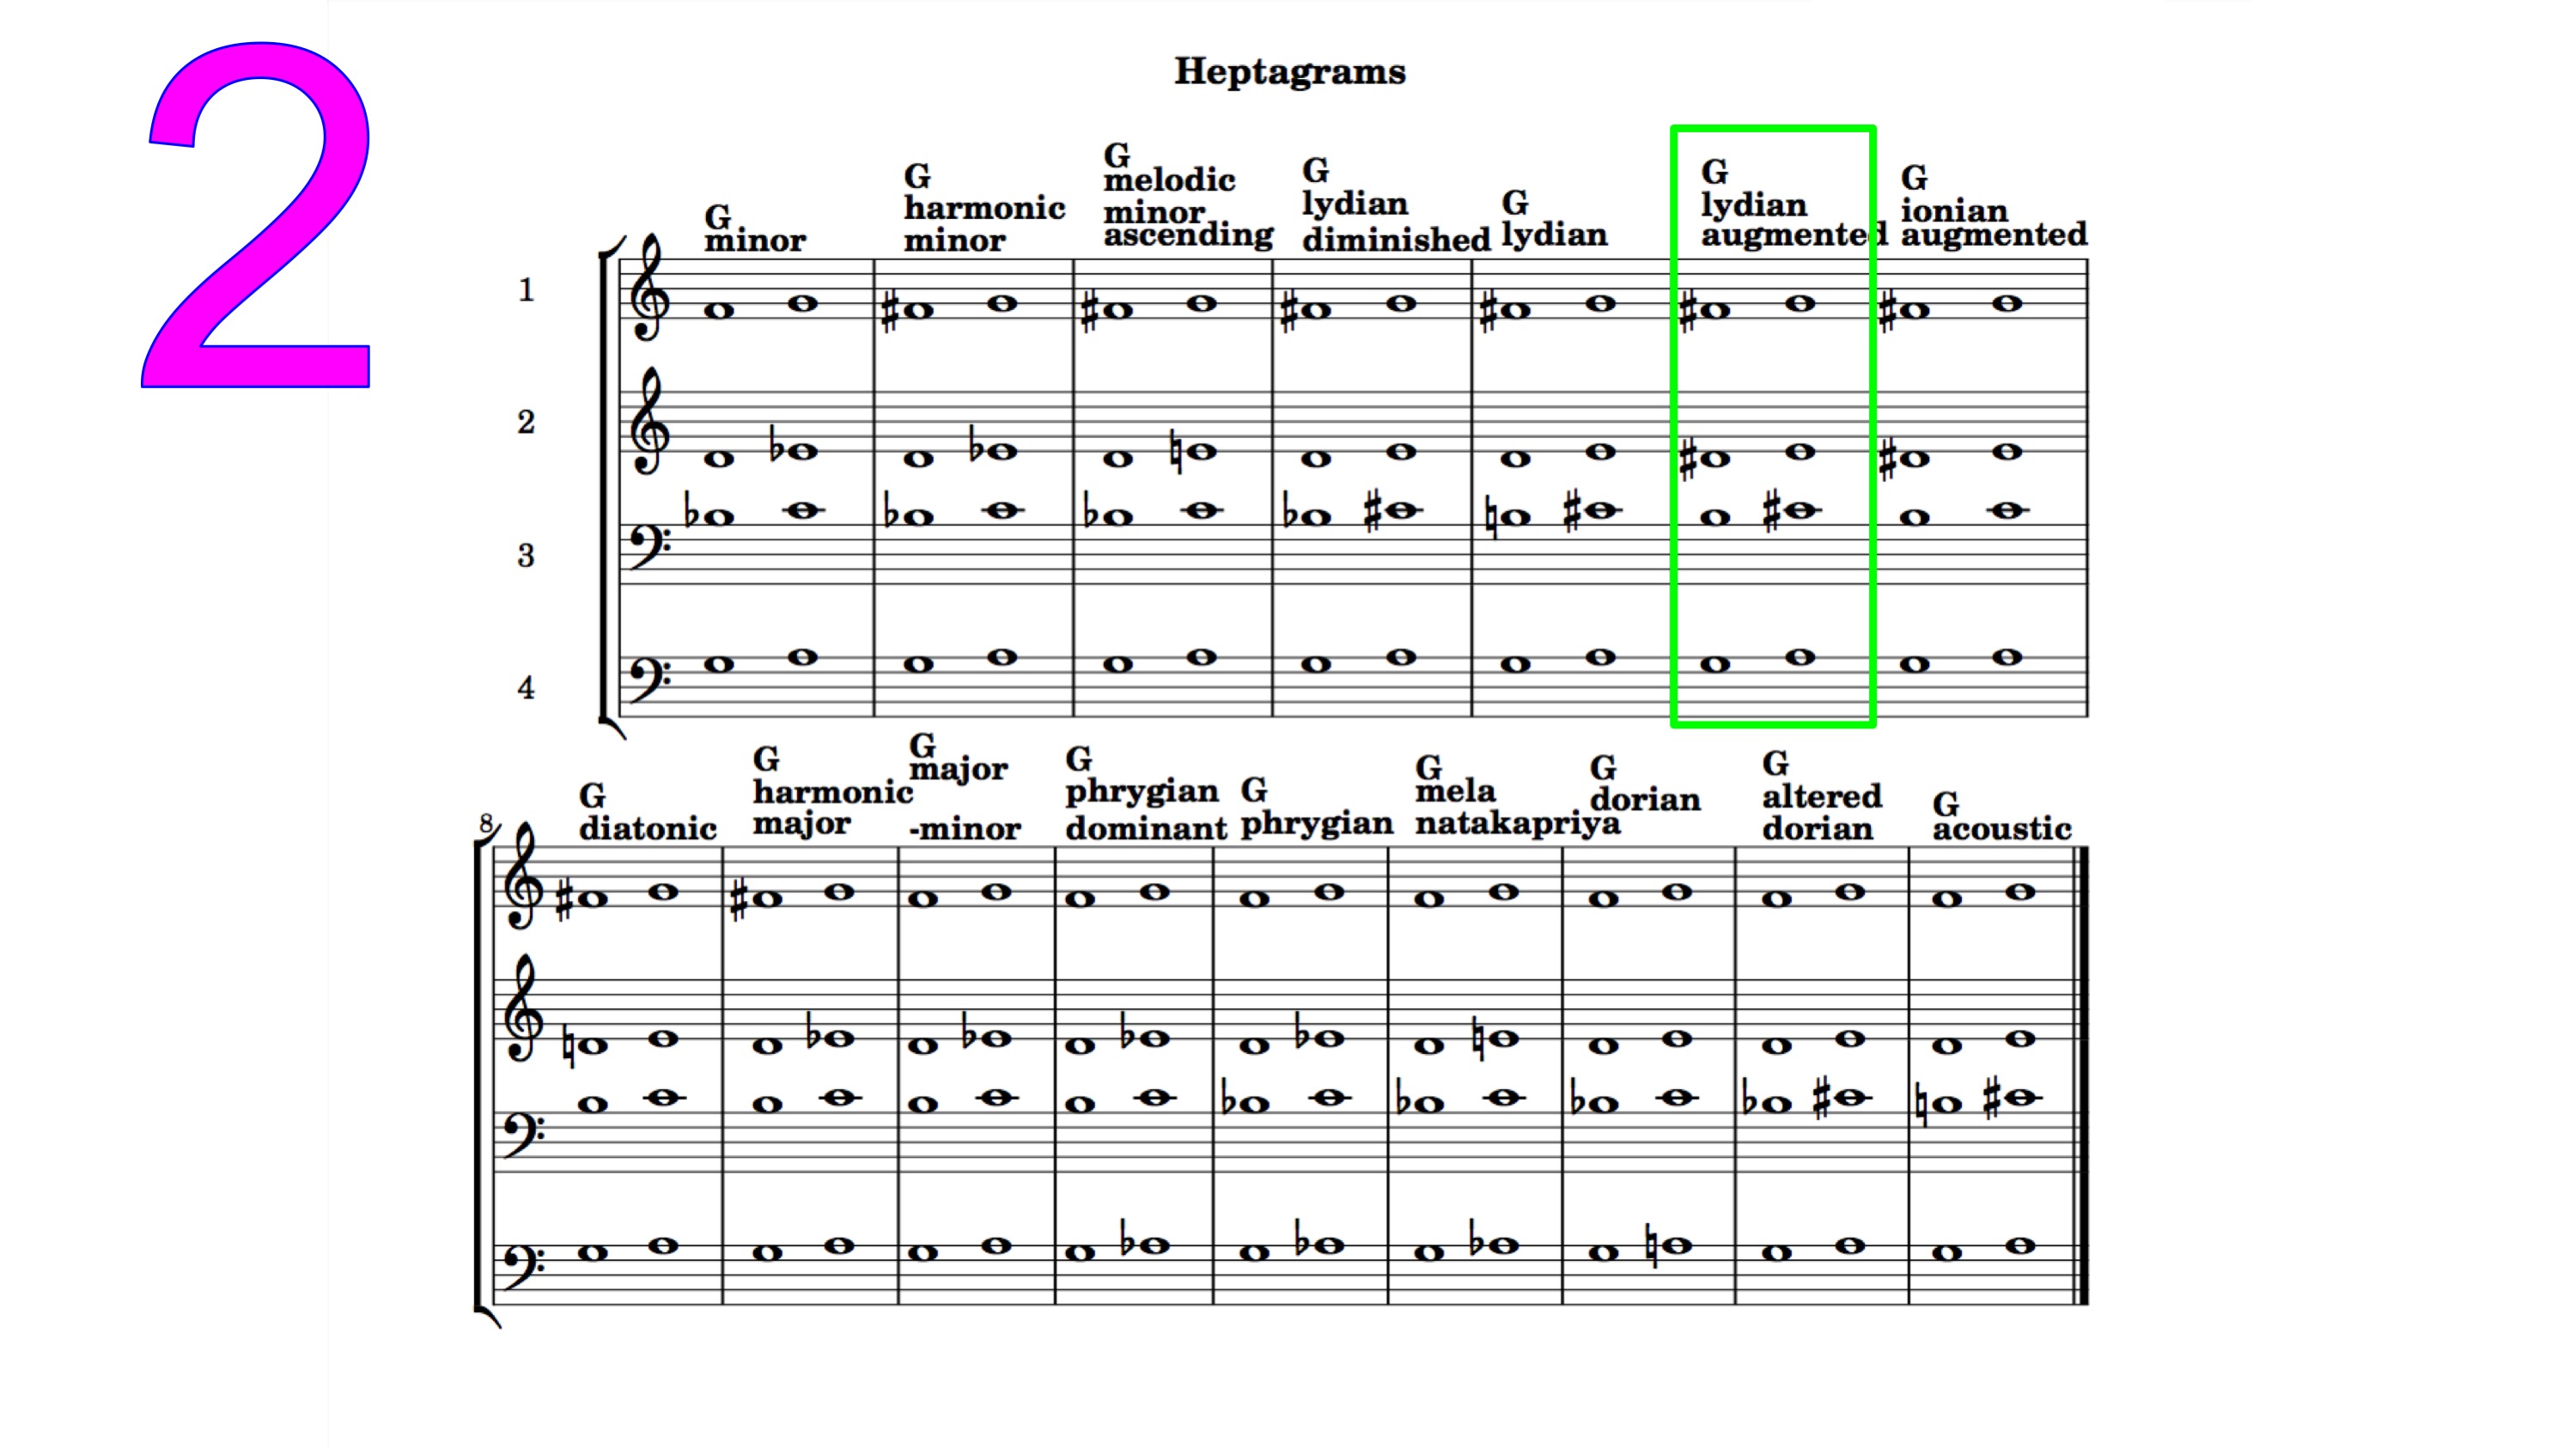 2
Heptagrams
G
minor
G
harmonic
minor
G
melodic
minor
ascending
G
lydian
diminished
G
lydian
G
lydian
augmented
G
ionian
augmented
1
2
3
4
8
G
diatonic
G
harmonic
major
G
major
-minor
G
phrygian
dominant
G
phrygian
G
mela
natakapriya
G
dorian
G
altered
dorian
G
acoustic